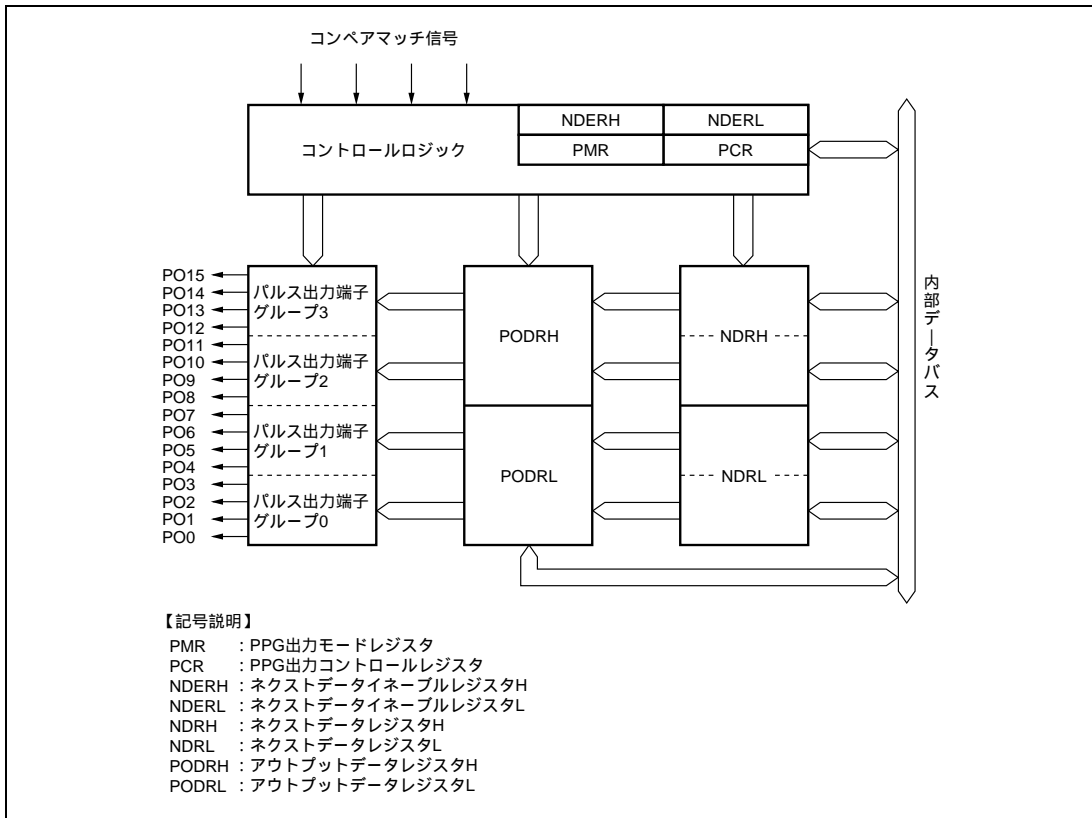 コンペアマッチ信号
コントロールロジック
NDERH
NDERL
PMR
PCR
PO15
PO14
PO13
PO12
PO11
PO10
PO9
PO8
PO7
PO6
PO5
PO4
PO3
PO2
PO1
PO0
パルス出力端子
グループ3
パルス出力端子
グループ2
パルス出力端子
グループ1
パルス出力端子
グループ0
PODRH
PODRL
NDRH
NDRL
内部データバス
【記号説明】
PMR :PPG出力モードレジスタ
PCR :PPG出力コントロールレジスタ
NDERH :ネクストデータイネーブルレジスタH
NDERL :ネクストデータイネーブルレジスタL
NDRH :ネクストデータレジスタH
NDRL :ネクストデータレジスタL
PODRH :アウトプットデータレジスタH
PODRL :アウトプットデータレジスタL